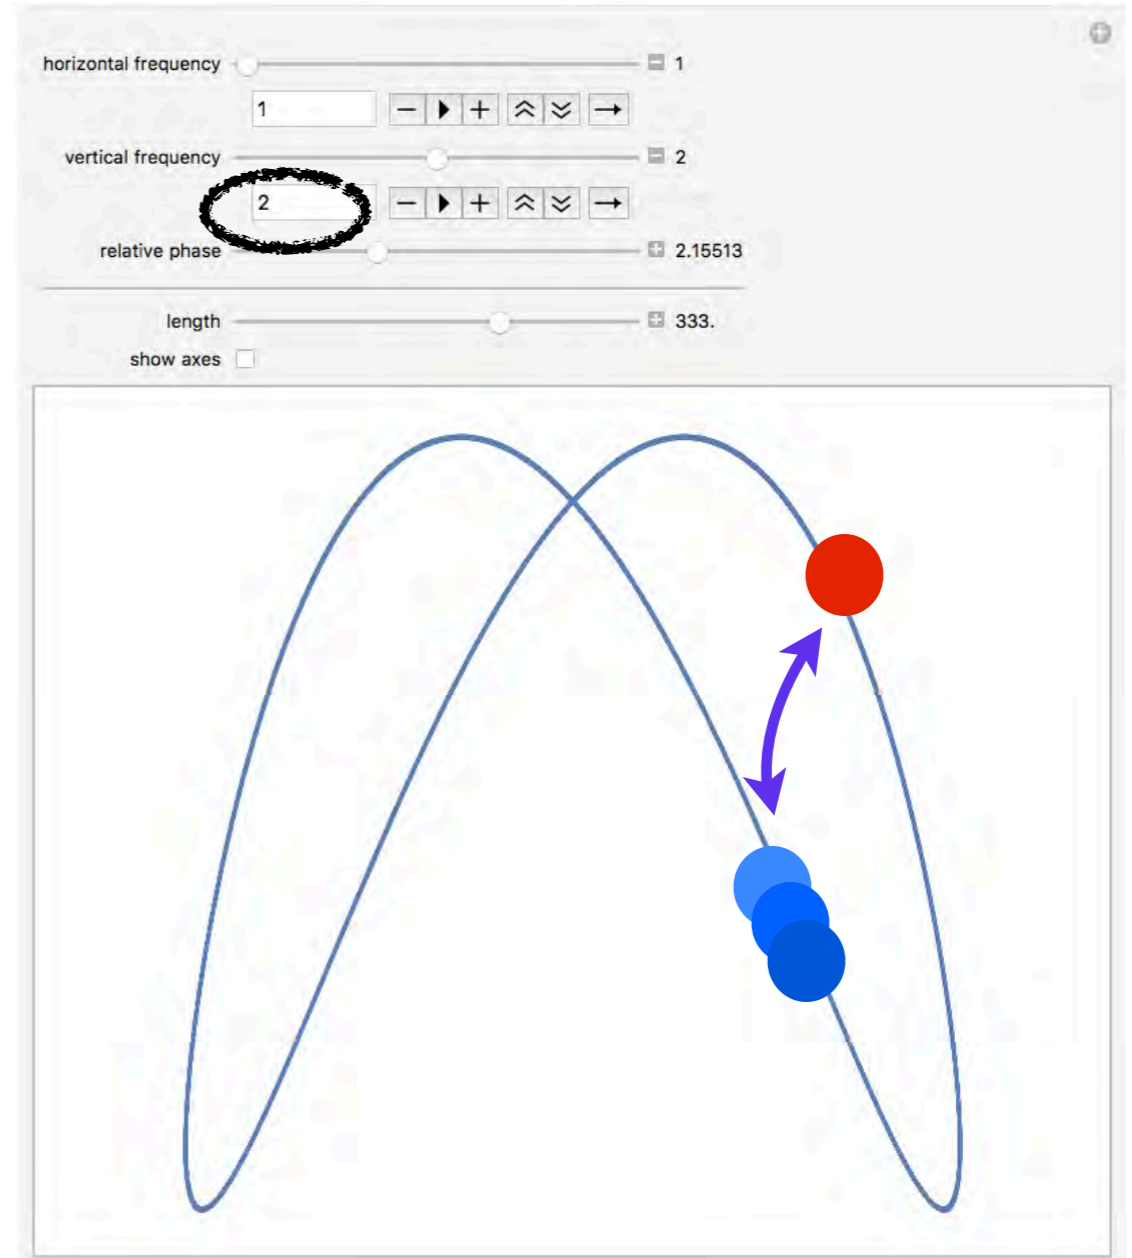 horizontal frequency 1
1
vertical frequency 2
2
relative phase 2.15513
length 333.
show axes